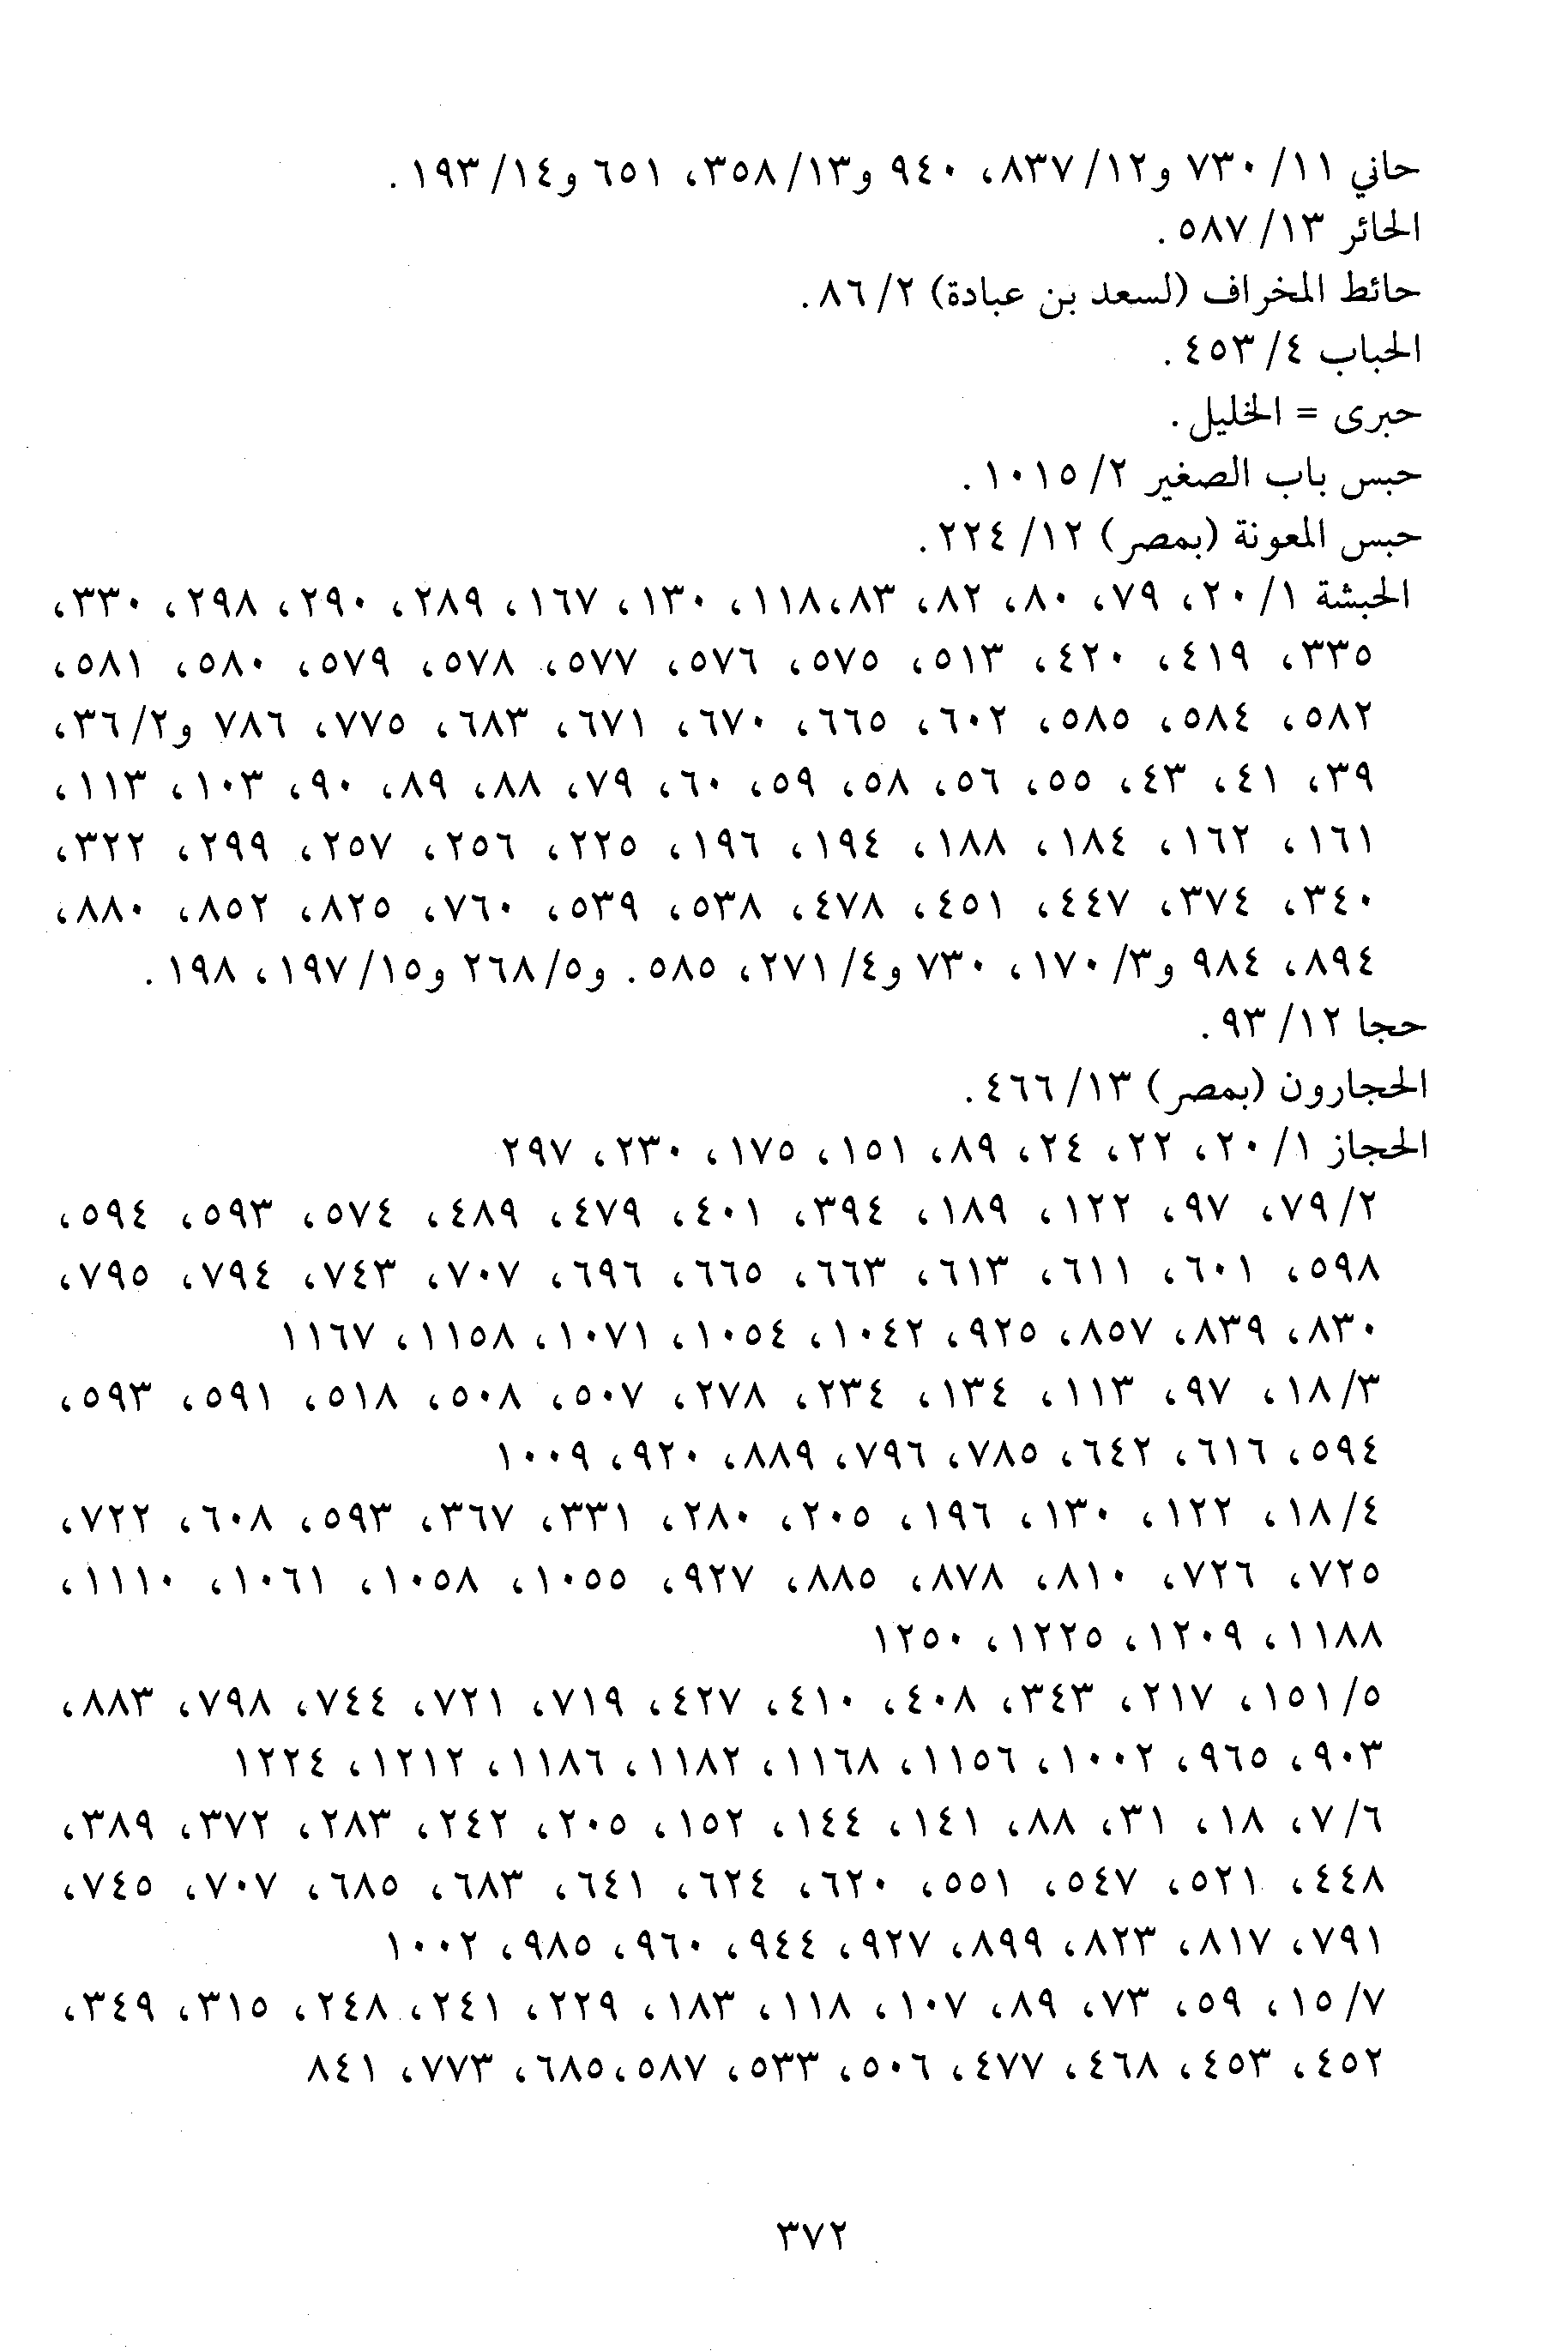 حاني ١١/ ٧٣٠ و١٢/ ٨٣٧، ٩٤٠ و١٣/ ٣٥٨، ٦٥١ و١٤/ ١٩٣.
الحائر ١٣/ ٥٨٧.
حائط المخراف (لسعد بن عبادة) ٢/ ٨٦.
الحباب ٤/ ٤٥٣.
حبرى = الخليل.
حبس باب الصغير ٢/ ١٠١٥.
حبس المعونة (بمصر) ١٢/ ٢٢٤.
الحبشة ١/ ٢٠، ٧٩، ٨٠، ٨٢، ٨٣،١١٨، ١٣٠، ١٦٧، ٢٨٩، ٢٩٠، ٢٩٨، ٣٣٠،
٣٣٥، ٤١٩، ٤٢٠، ٥١٣، ٥٧٥، ٥٧٦، ٥٧٧، ٥٧٨، ٥٧٩، ٥٨٠، ٥٨١،
٥٨٢، ٥٨٤، ٥٨٥، ٦٠٢، ٦٦٥، ٦٧٠، ٦٧١، ٦٨٣، ٧٧٥، ٧٨٦ و٢/ ٣٦،
٣٩، ٤١، ٤٣، ٥٥، ٥٦، ٥٨، ٥٩، ٦٠، ٧٩، ٨٨، ٨٩، ٩٠، ١٠٣، ١١٣،
١٦١، ١٦٢، ١٨٤، ١٨٨، ١٩٤، ١٩٦، ٢٢٥، ٢٥٦، ٢٥٧، ٢٩٩، ٣٢٢،
٣٤٠، ٣٧٤، ٤٤٧، ٤٥١، ٤٧٨، ٥٣٨، ٥٣٩، ٧٦٠، ٨٢٥، ٨٥٢، ٨٨٠،
٨٩٤، ٩٨٤ و٣/ ١٧٠، ٧٣٠ و٤/ ٢٧١، ٥٨٥. و٥/ ٢٦٨ و١٥/ ١٩٧، ١٩٨.
حجا ١٢/ ٩٣.
الحجارون (بمصر) ١٣/ ٤٦٦.
الحجاز ١/ ٢٠، ٢٢، ٢٤، ٨٩، ١٥١، ١٧٥، ٢٣٠، ٢٩٧
٢/ ٧٩، ٩٧، ١٢٢، ١٨٩، ٣٩٤، ٤٠١، ٤٧٩، ٤٨٩، ٥٧٤، ٥٩٣، ٥٩٤،
٥٩٨، ٦٠١، ٦١١، ٦١٣، ٦٦٣، ٦٦٥، ٦٩٦، ٧٠٧، ٧٤٣، ٧٩٤، ٧٩٥،
٨٣٠، ٨٣٩، ٨٥٧، ٩٢٥، ١٠٤٢، ١٠٥٤، ١٠٧١، ١١٥٨، ١١٦٧
٣/ ١٨، ٩٧، ١١٣، ١٣٤، ٢٣٤، ٢٧٨، ٥٠٧، ٥٠٨، ٥١٨، ٥٩١، ٥٩٣،
٥٩٤، ٦١٦، ٦٤٢، ٧٨٥، ٧٩٦، ٨٨٩، ٩٢٠، ١٠٠٩
٤/ ١٨، ١٢٢، ١٣٠، ١٩٦، ٢٠٥، ٢٨٠، ٣٣١، ٣٦٧، ٥٩٣، ٦٠٨، ٧٢٢،
٧٢٥، ٧٢٦، ٨١٠، ٨٧٨، ٨٨٥، ٩٢٧، ١٠٥٥، ١٠٥٨، ١٠٦١، ١١١٠،
١١٨٨، ١٢٠٩، ١٢٢٥، ١٢٥٠
٥/ ١٥١، ٢١٧، ٣٤٣، ٤٠٨، ٤١٠، ٤٢٧، ٧١٩، ٧٢١، ٧٤٤، ٧٩٨، ٨٨٣،
٩٠٣، ٩٦٥، ١٠٠٢، ١١٥٦، ١١٦٨، ١١٨٢، ١١٨٦، ١٢١٢، ١٢٢٤
٦/ ٧، ١٨، ٣١، ٨٨، ١٤١، ١٤٤، ١٥٢، ٢٠٥، ٢٤٢، ٢٨٣، ٣٧٢، ٣٨٩،
٤٤٨، ٥٢١، ٥٤٧، ٥٥١، ٦٢٠، ٦٢٤، ٦٤١، ٦٨٣، ٦٨٥، ٧٠٧، ٧٤٥،
٧٩١، ٨١٧، ٨٢٣، ٨٩٩، ٩٢٧، ٩٤٤، ٩٦٠، ٩٨٥، ١٠٠٢
٧/ ١٥، ٥٩، ٧٣، ٨٩، ١٠٧، ١١٨، ١٨٣، ٢٢٩، ٢٤١، ٢٤٨، ٣١٥، ٣٤٩،
٤٥٢، ٤٥٣، ٤٦٨، ٤٧٧، ٥٠٦، ٥٣٣، ٥٨٧،٦٨٥، ٧٧٣، ٨٤١
٣٧٢